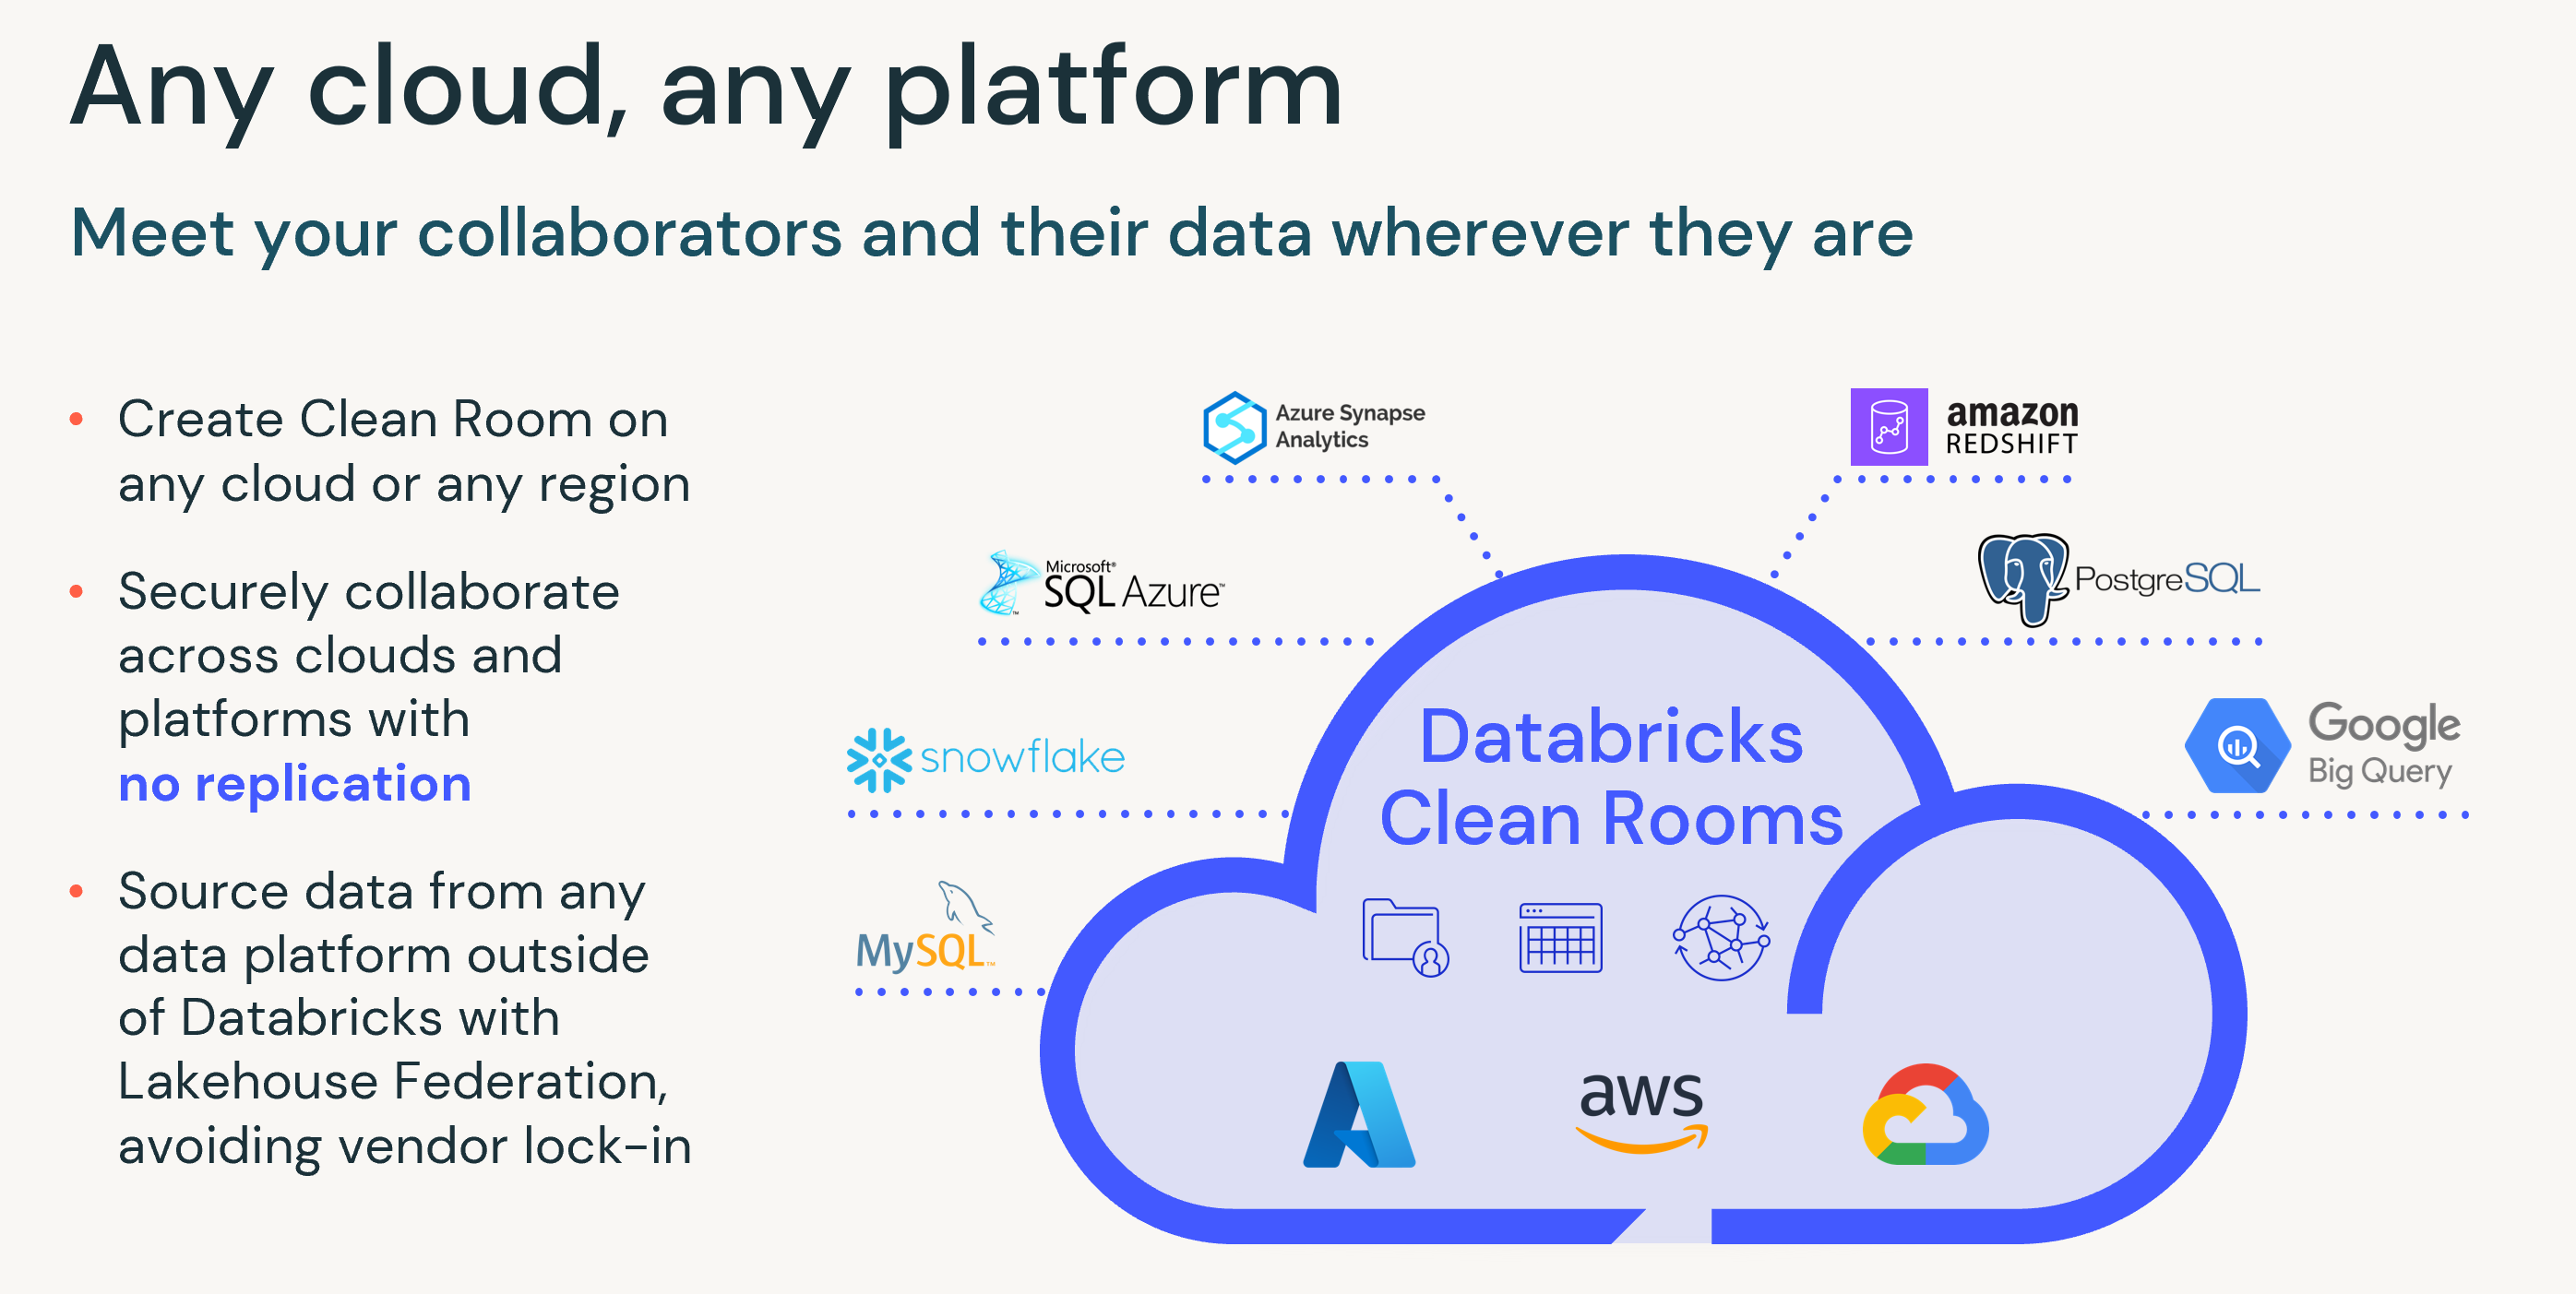 Any cloud, any platform
Meet your collaborators and their data wherever they are
• Create Clean Room on
any cloud or any region
• Securely collaborate
across clouds and
platforms with
no replication
• Source data from any
data platform outside
of Databricks with
Lakehouse Federation,
avoiding vendor lock-in
Azure Synapse
Analytics
amazon
REDSHIFT
Microsoft®
SQL Azure™
PostgreSQL
snowflake
Google
Big Query
MySQL™
Databricks
Clean Rooms
aws